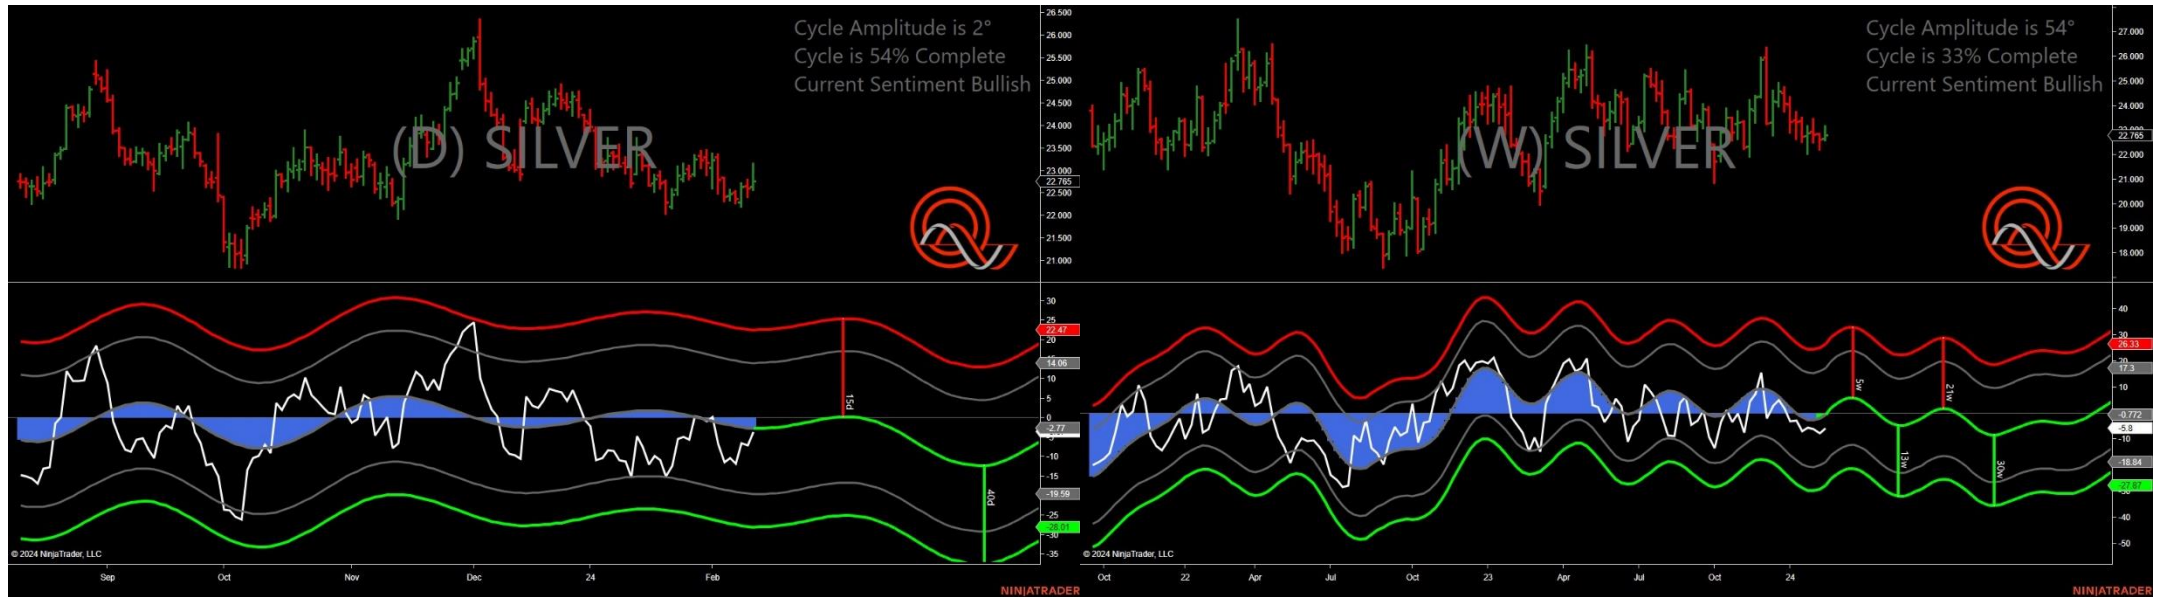 Cycle Amplitude is 2°
Cycle is 54% Complete
Current Sentiment Bullish
(D) SILVER
26.500
26.000
25.500
25.000
24.500
24.000
23.500
23.000
22.765
22.500
22.000
21.500
21.000
30
25
22.47
20
14.06
10
5
0
-2.77
-10
-15
-19.59
-25
-28.01
-30
-35
15d
40d
© 2024 NinjaTrader, LLC
Sep Oct Nov Dec 24 Feb
NINJATRADER
Cycle Amplitude is 54°
Cycle is 33% Complete
Current Sentiment Bullish
(W) SILVER
27.000
26.000
25.000
24.000
22.765
22.000
21.000
20.000
19.000
18.000
40
30
26.33
17.3
10
-0.772
-5.8
-10
-18.84
-27.87
-40
-50
5w
21w
13w
30w
© 2024 NinjaTrader, LLC
Oct 22 Apr Jul Oct 23 Apr Jul Oct 24
NINJATRADER